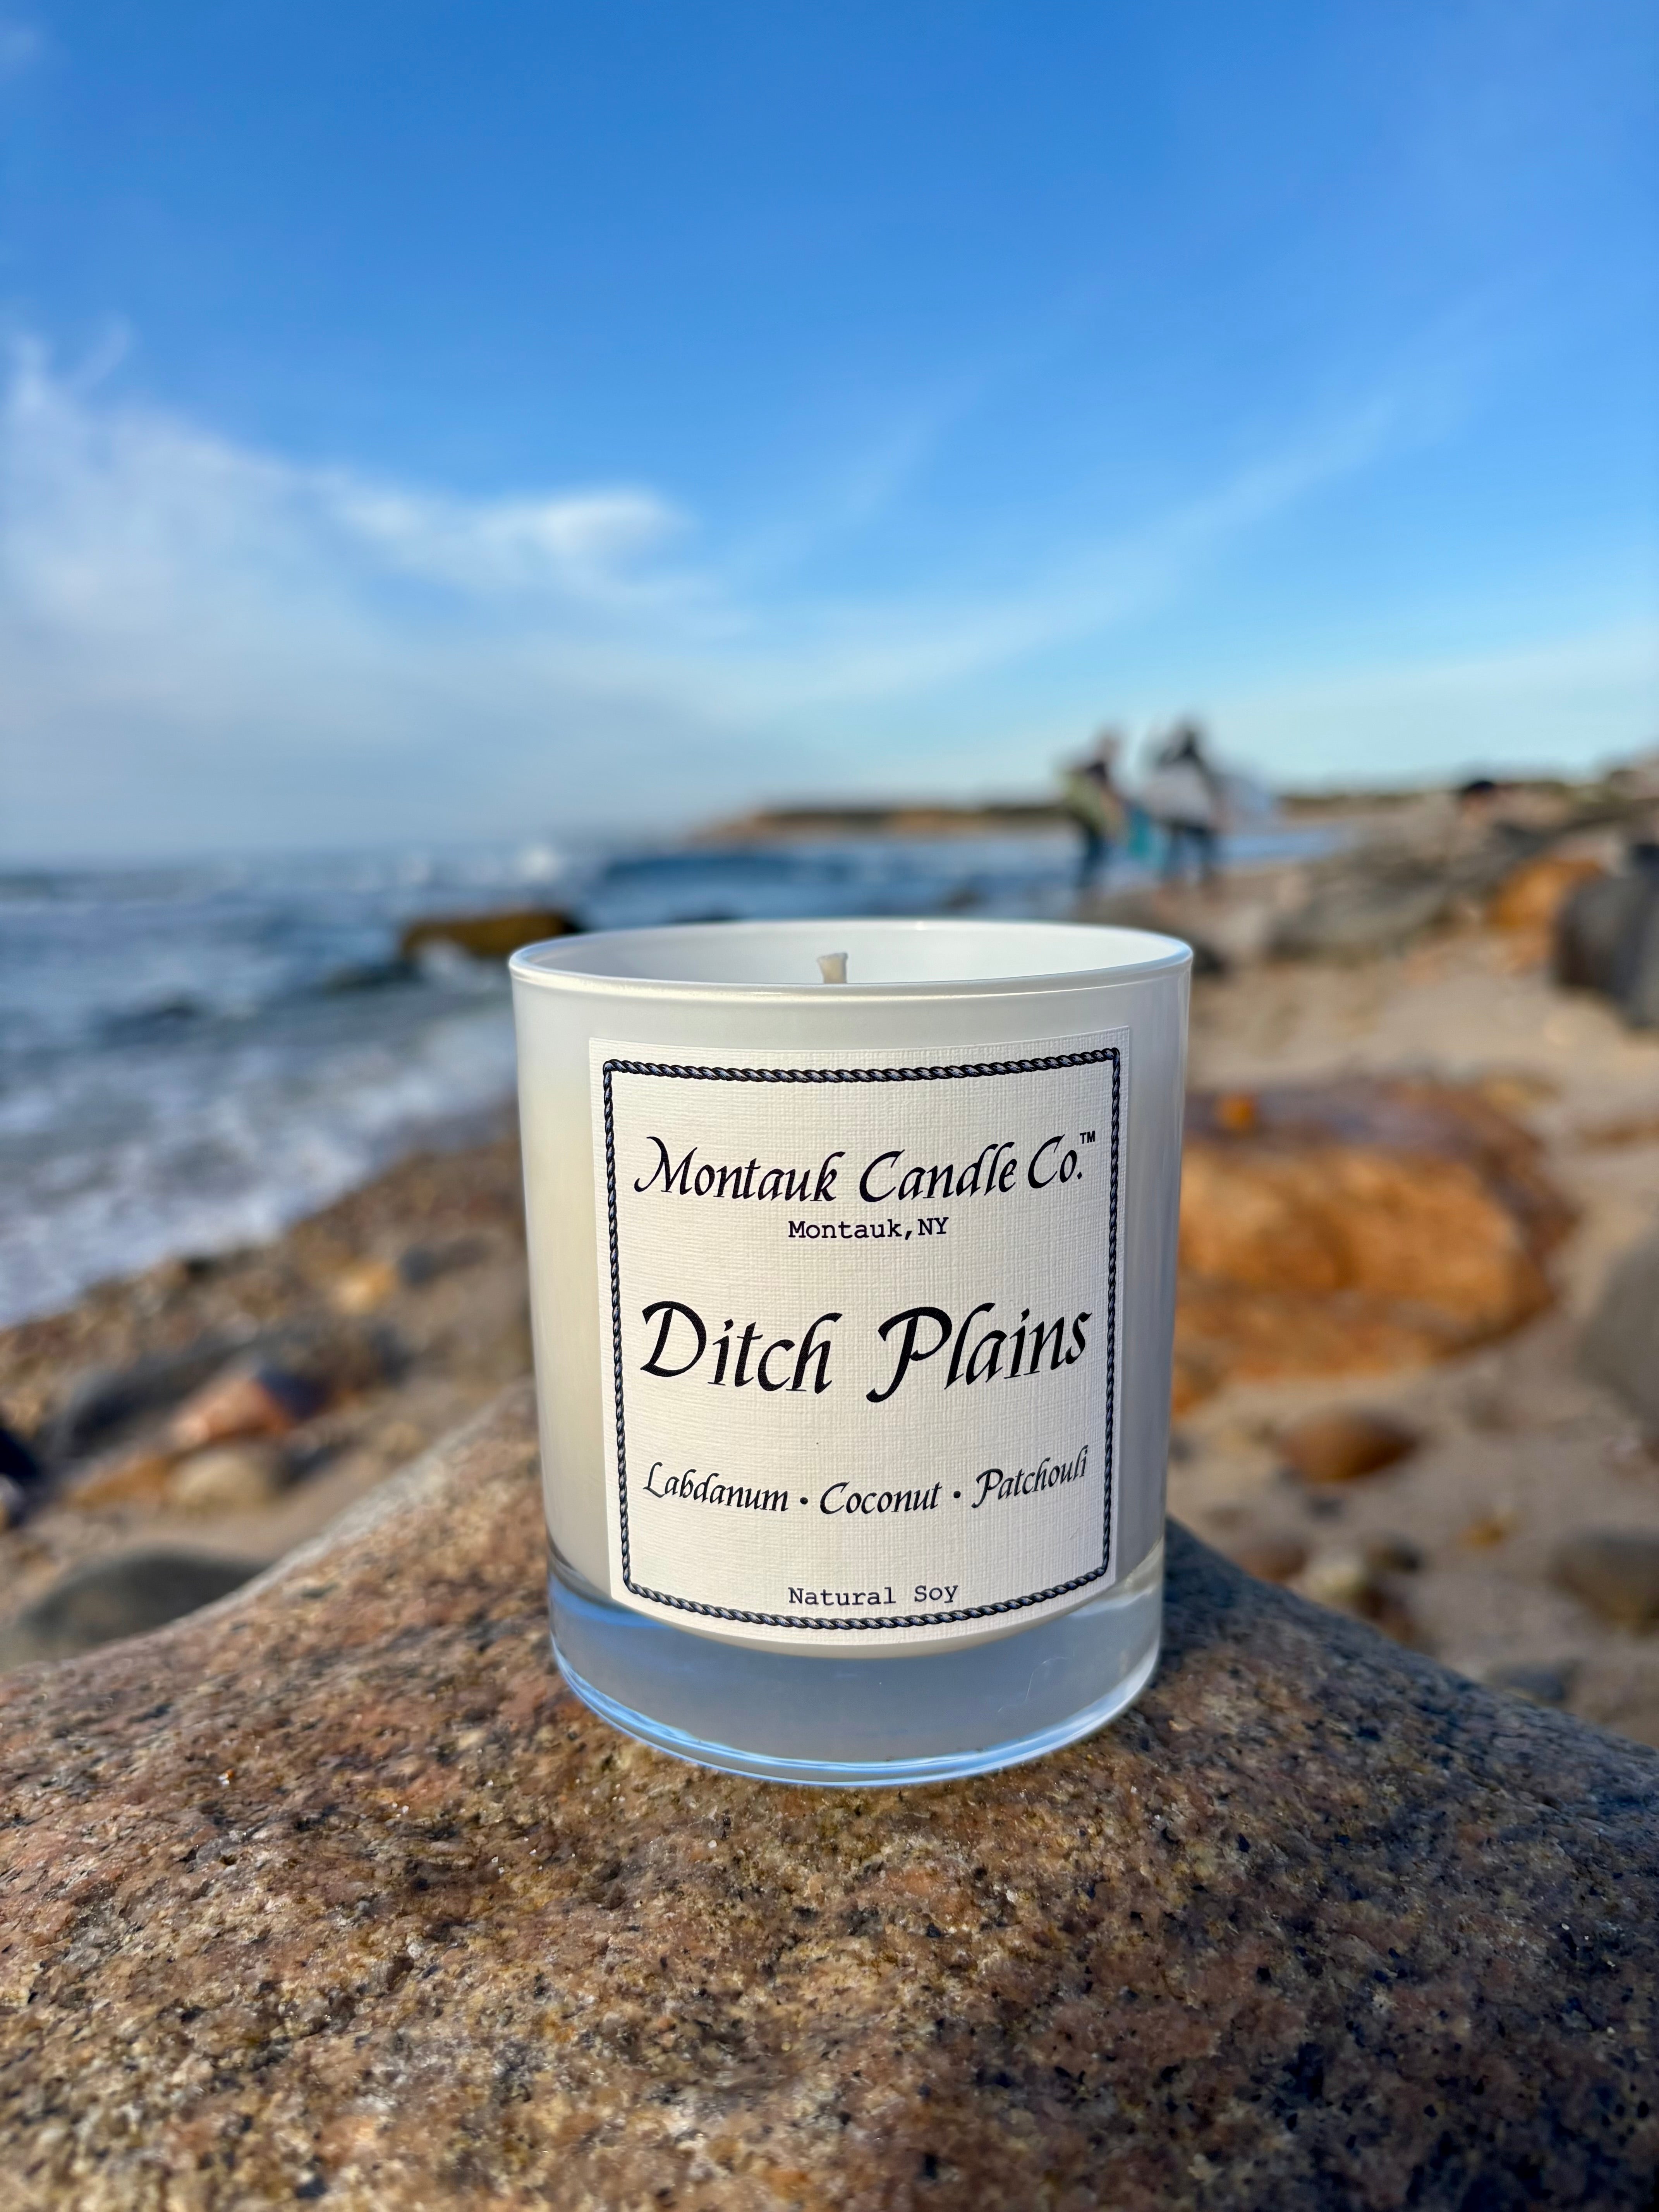 Montauk Candle Co.™
Montauk, NY
Ditch Plains
Labdanum • Coconut • Patchouli
Natural Soy